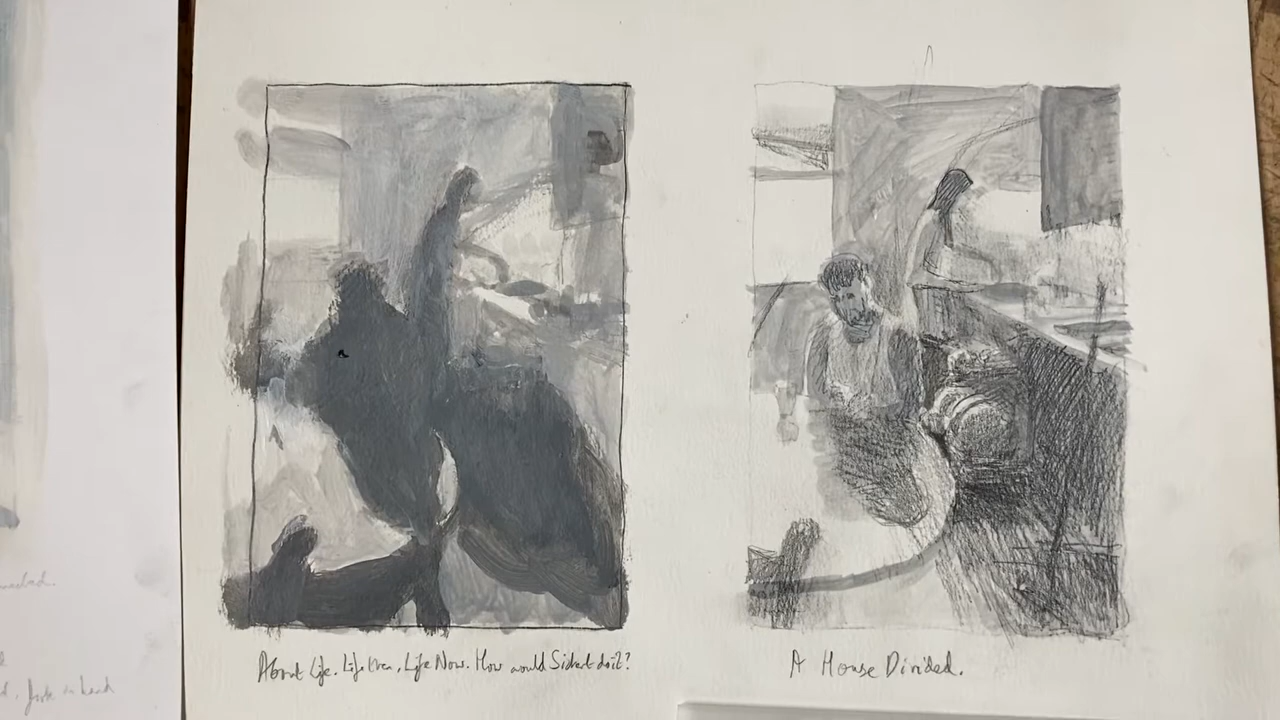 About Life. Life then, Life Now. How would Sickert do it?
A House Divided.